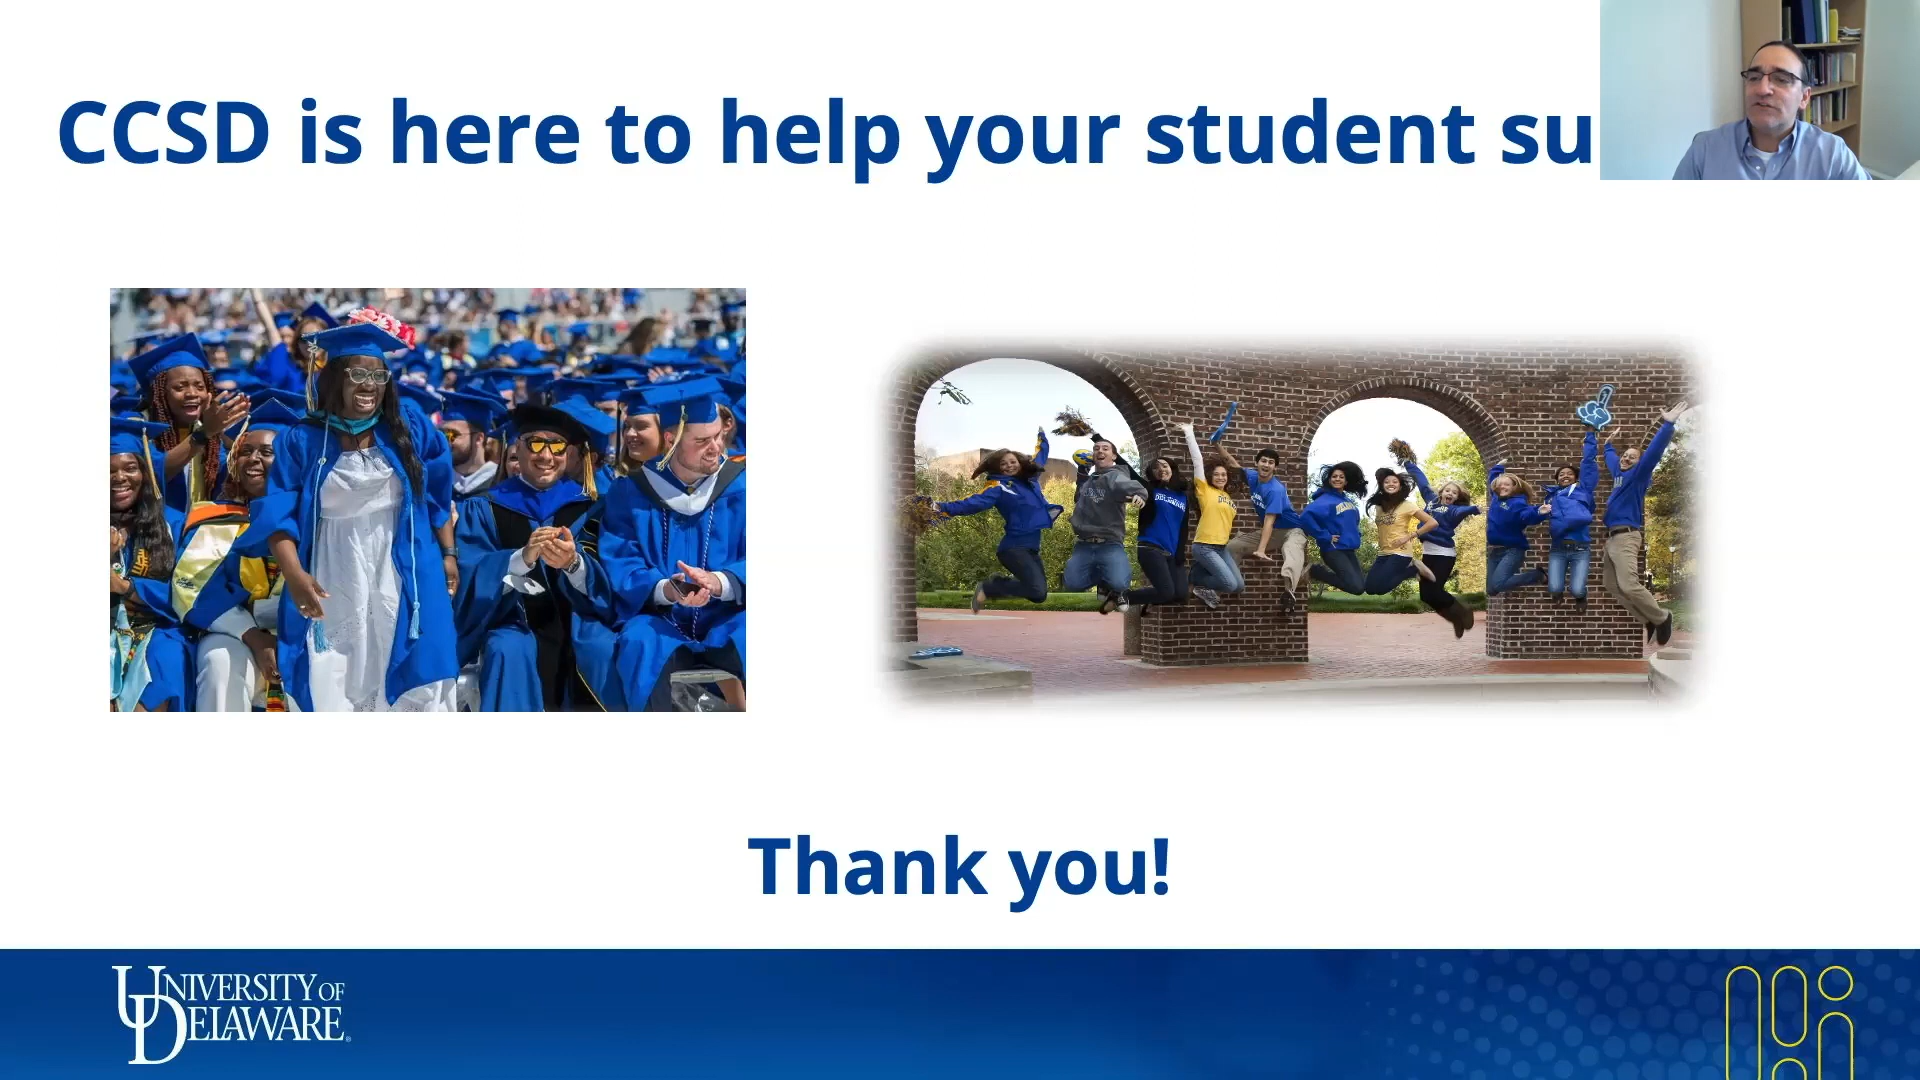 CCSD is here to help your student su
Thank you!
UNIVERSITY OF
DELAWARE